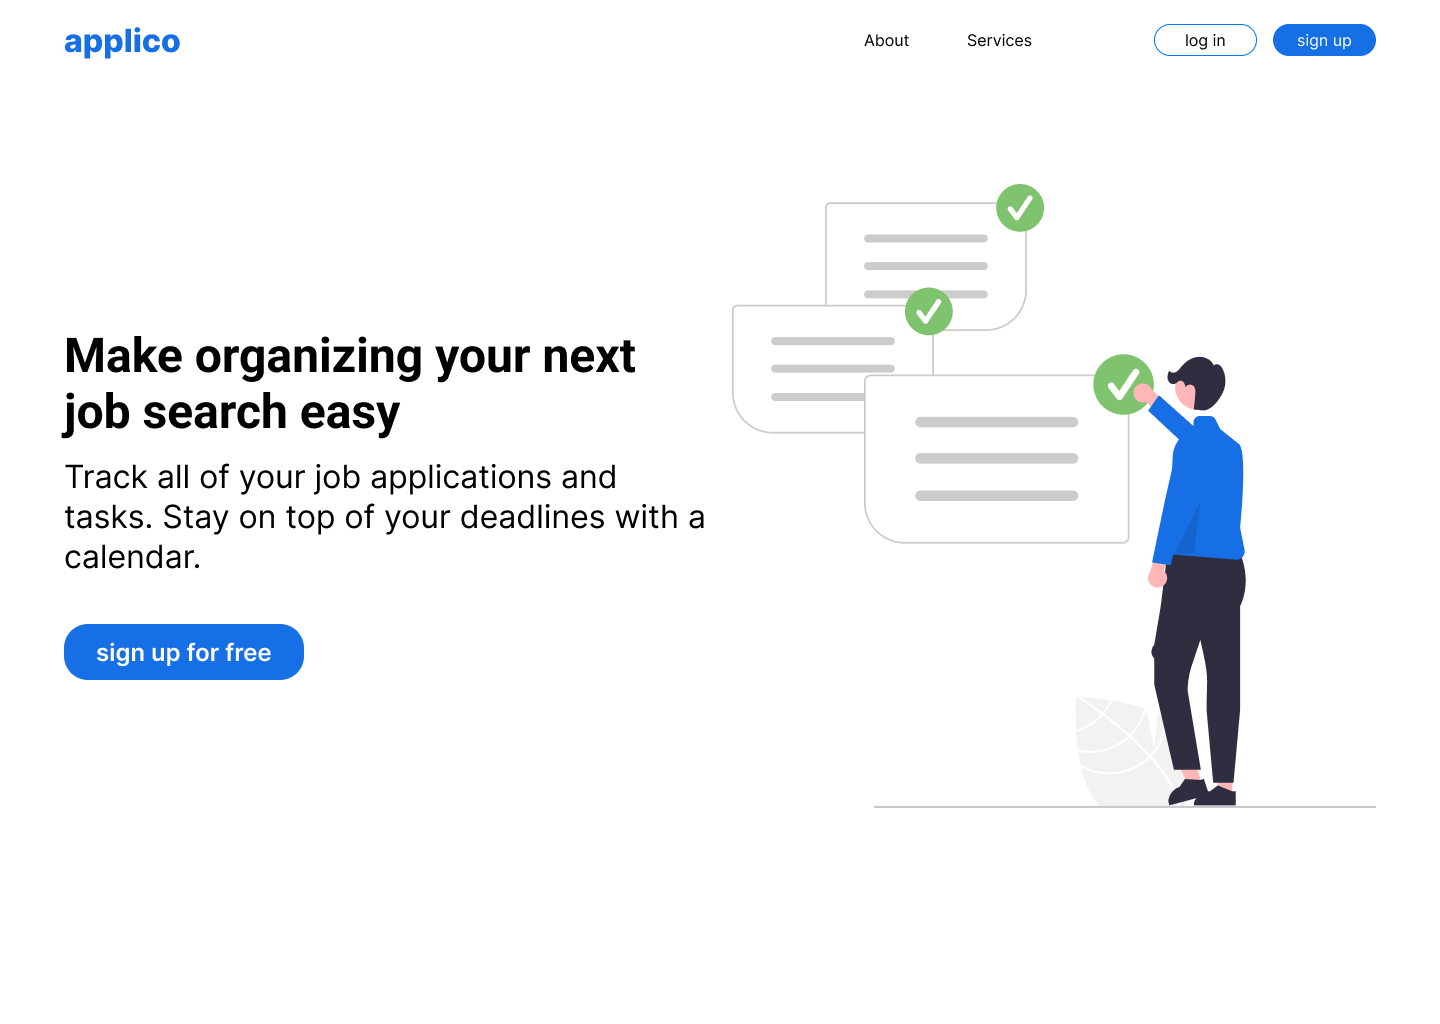 applico
About
Services
log in
sign up
Make organizing your next
job search easy
Track all of your job applications and
tasks. Stay on top of your deadlines with a
calendar.
sign up for free